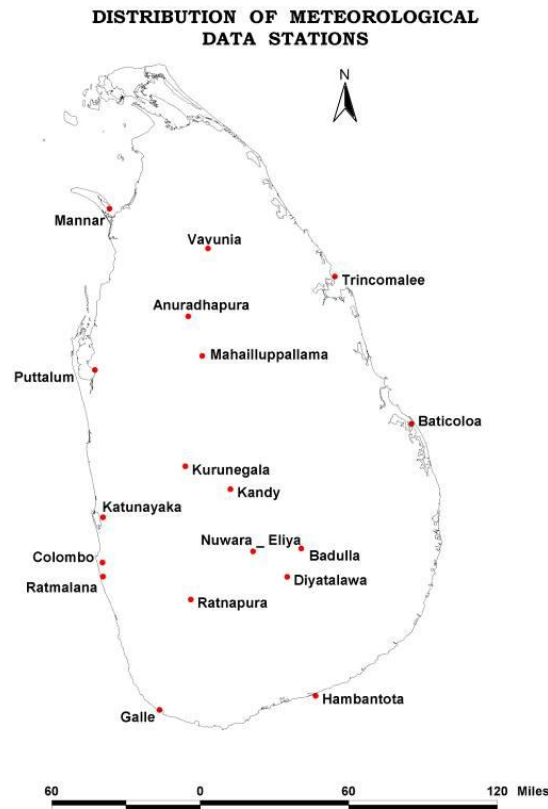 DISTRIBUTION OF METEOROLOGICAL
DATA STATIONS
N
Mannar
Vavunia
Trincomalee
Anuradhapura
Mahailluppallama
Puttalum
Baticoloa
Kurunegala
Kandy
Katunayaka
Nuwara _ Eliya
Badulla
Colombo
Diyatalawa
Ratmalana
Ratnapura
Hambantota
Galle
60 0 60 120 Miles